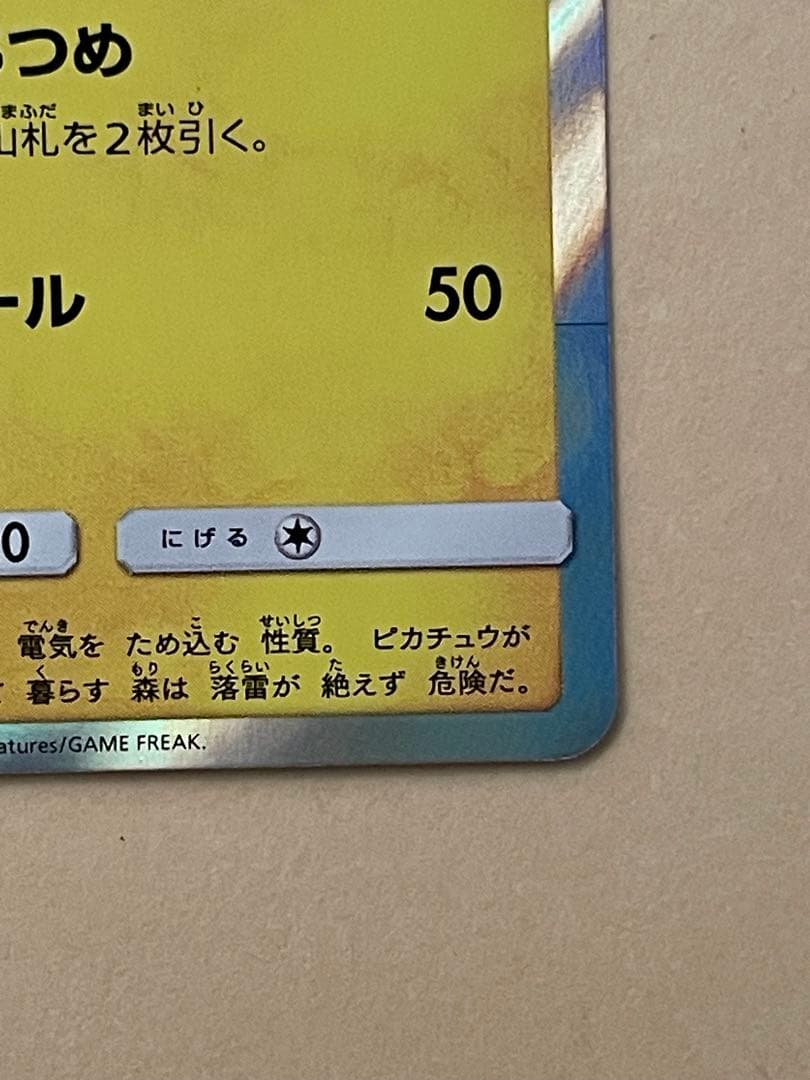 つめ
山札を2枚引く。
ール
50
0
にげる
電気を ため込む 性質。 ピカチュウが
暮らす 森は 落雷が 絶えず 危険だ。
atures/GAME FREAK.